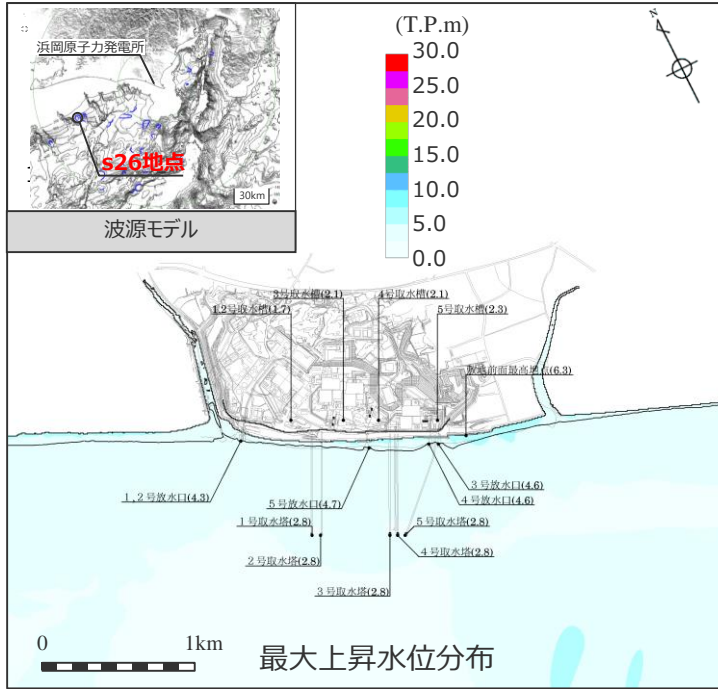 浜岡原子力発電所
s26地点
30km
波源モデル
(T.P.m)
30.0
25.0
20.0
15.0
10.0
5.0
0.0
N
3号取水槽(2.1)
4号取水槽(2.1)
1,2号取水槽(1.7)
5号取水槽(2.3)
敷地前面最高地点(6.3)
3号放水口(4.6)
1,2号放水口(4.3)
5号放水口(4.7)
4号放水口(4.6)
1号取水塔(2.8)
5号取水塔(2.8)
2号取水塔(2.8)
4号取水塔(2.8)
3号取水塔(2.8)
0 1km
最大上昇水位分布